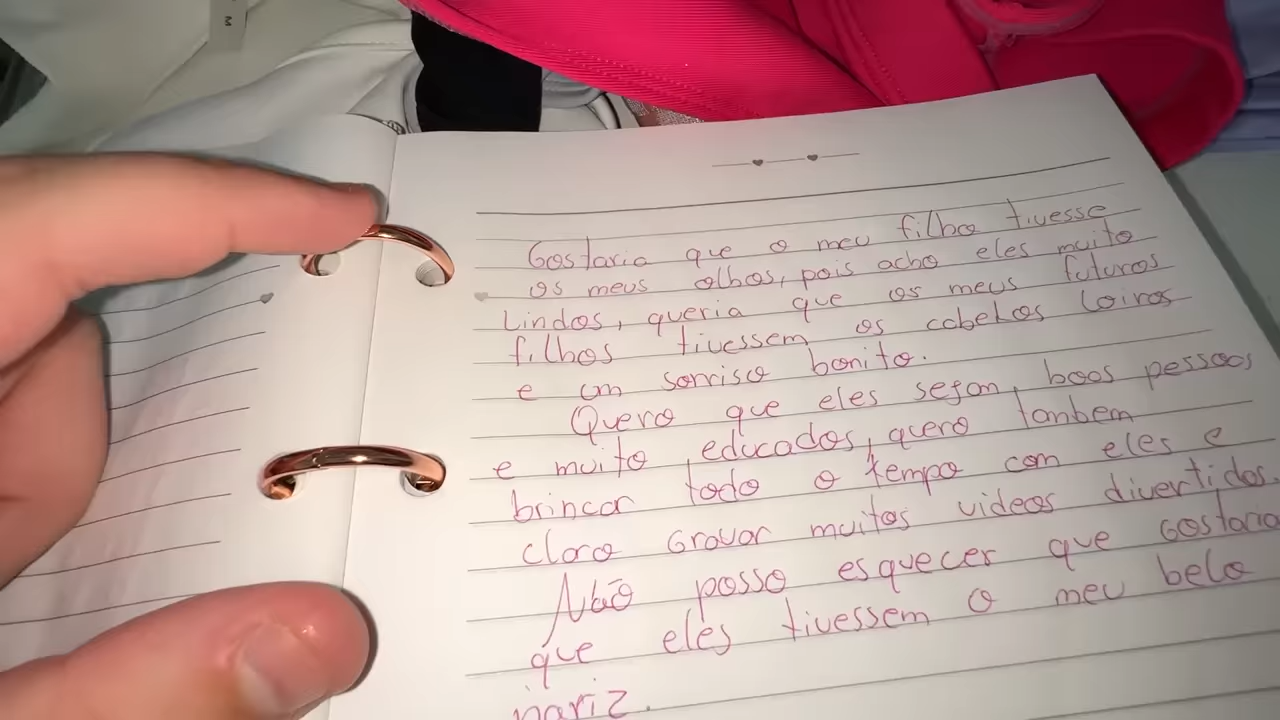 M
Gostaria que o meu filho tivesse
os meus olhos, pois acho eles muito
Lindos, queria que os meus futuros
filhos tivessem os cabelos loiros
e um sorriso bonito.
Quero que eles sejam, boas pessoas
e muito educados, quero tambem
brincar todo o tempo com eles e
claro gravar muitos videos divertidos.
Não posso esquecer que gostaria
que eles tivessem o meu belo
nariz.